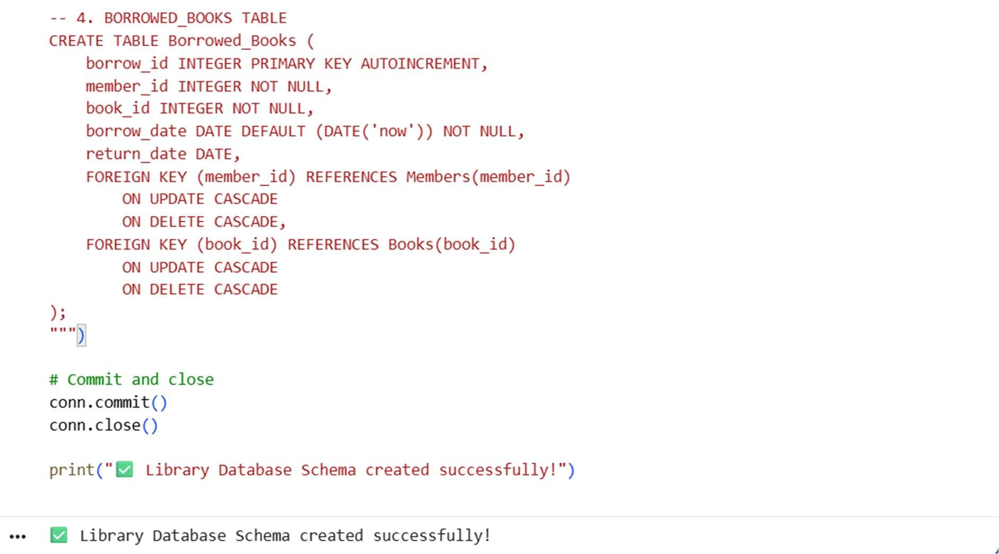 -- 4. BORROWED_BOOKS TABLE
CREATE TABLE Borrowed_Books (
    borrow_id INTEGER PRIMARY KEY AUTOINCREMENT,
    member_id INTEGER NOT NULL,
    book_id INTEGER NOT NULL,
    borrow_date DATE DEFAULT (DATE('now')) NOT NULL,
    return_date DATE,
    FOREIGN KEY (member_id) REFERENCES Members(member_id)
        ON UPDATE CASCADE
        ON DELETE CASCADE,
    FOREIGN KEY (book_id) REFERENCES Books(book_id)
        ON UPDATE CASCADE
        ON DELETE CASCADE
);
""")
# Commit and close
conn.commit()
conn.close()
print("✅ Library Database Schema created successfully!")
••• ✅ Library Database Schema created successfully!